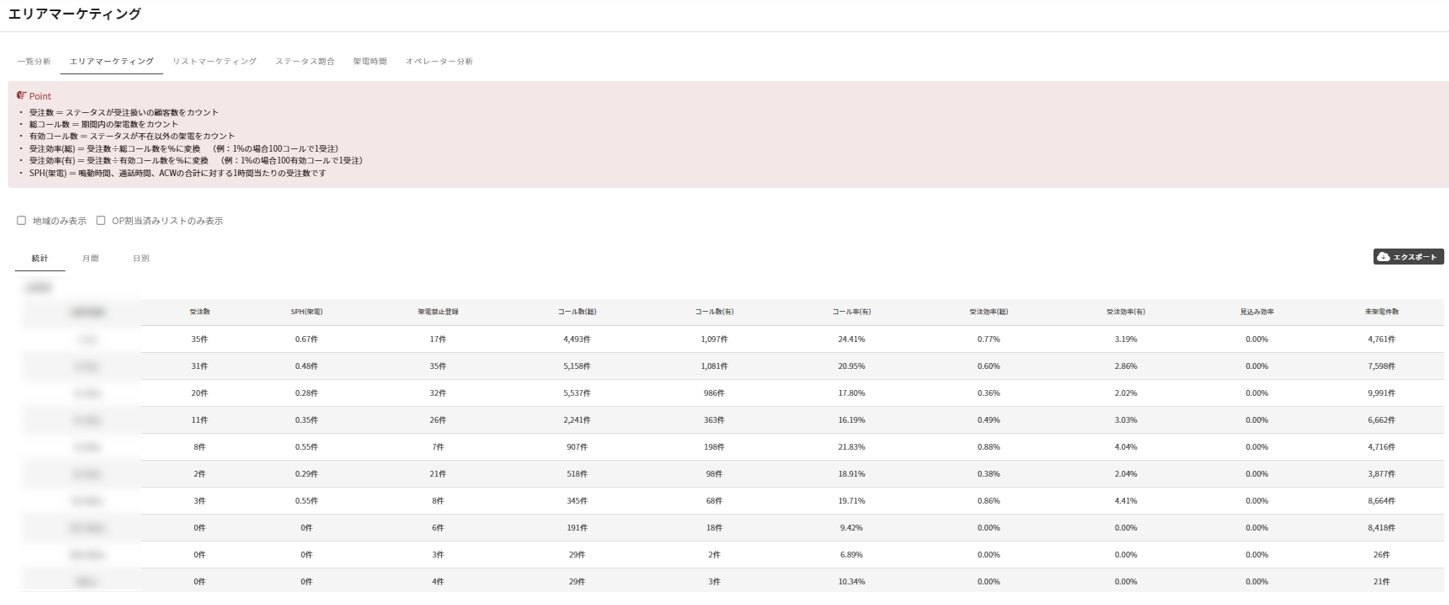 エリアマーケティング
一覧分析 エリアマーケティング リストマーケティング ステータス割合 架電時間 オペレーター分析
Point
・ 受注数 ＝ ステータスが受注扱いの顧客数をカウント
・ 総コール数 ＝ 期間内の架電数をカウント
・ 有効コール数 ＝ ステータスが不在以外の架電をカウント
・ 受注効率(総) ＝ 受注数÷総コール数を%に変換 （例：1%の場合100コールで1受注）
・ 受注効率(有) ＝ 受注数÷有効コール数を%に変換 （例：1%の場合100有効コールで1受注）
・ SPH(架電) ＝ 鳴動時間、通話時間、ACWの合計に対する1時間当たりの受注数です
地域のみ表示 OP割当済みリストのみ表示
統計 月間 日別 エクスポート
受注数 SPH(架電) 架電禁止登録 コール数(総) コール数(有) コール率(有) 受注効率(総) 受注効率(有) 見込み効率 未架電件数
35件 0.67件 17件 4,493件 1,097件 24.41% 0.77% 3.19% 0.00% 4,761件
31件 0.48件 35件 5,158件 1,081件 20.95% 0.60% 2.86% 0.00% 7,598件
20件 0.28件 32件 5,537件 986件 17.80% 0.36% 2.02% 0.00% 9,991件
11件 0.35件 26件 2,241件 363件 16.19% 0.49% 3.03% 0.00% 6,662件
8件 0.55件 7件 907件 198件 21.83% 0.88% 4.04% 0.00% 4,716件
2件 0.29件 21件 518件 98件 18.91% 0.38% 2.04% 0.00% 3,877件
3件 0.55件 8件 345件 68件 19.71% 0.86% 4.41% 0.00% 8,664件
0件 0件 6件 191件 18件 9.42% 0.00% 0.00% 0.00% 8,418件
0件 0件 3件 29件 2件 6.89% 0.00% 0.00% 0.00% 26件
0件 0件 4件 29件 3件 10.34% 0.00% 0.00% 0.00% 21件